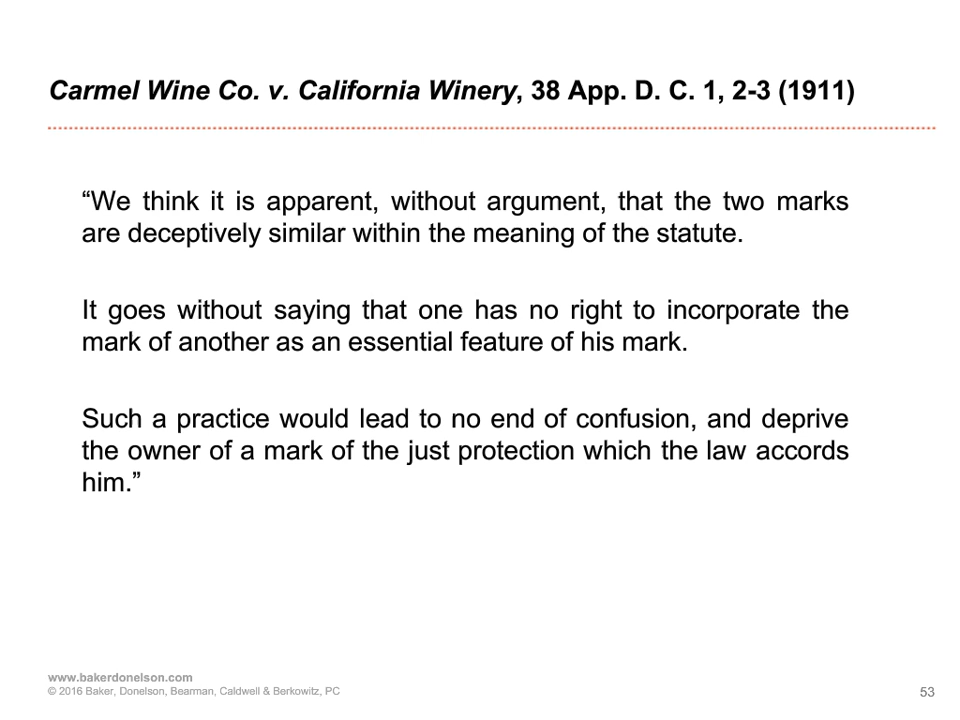 Carmel Wine Co. v. California Winery, 38 App. D. C. 1, 2-3 (1911)
“We think it is apparent, without argument, that the two marks
are deceptively similar within the meaning of the statute.
It goes without saying that one has no right to incorporate the
mark of another as an essential feature of his mark.
Such a practice would lead to no end of confusion, and deprive
the owner of a mark of the just protection which the law accords
him.”
www.bakerdonelson.com
© 2016 Baker, Donelson, Bearman, Caldwell & Berkowitz, PC
53